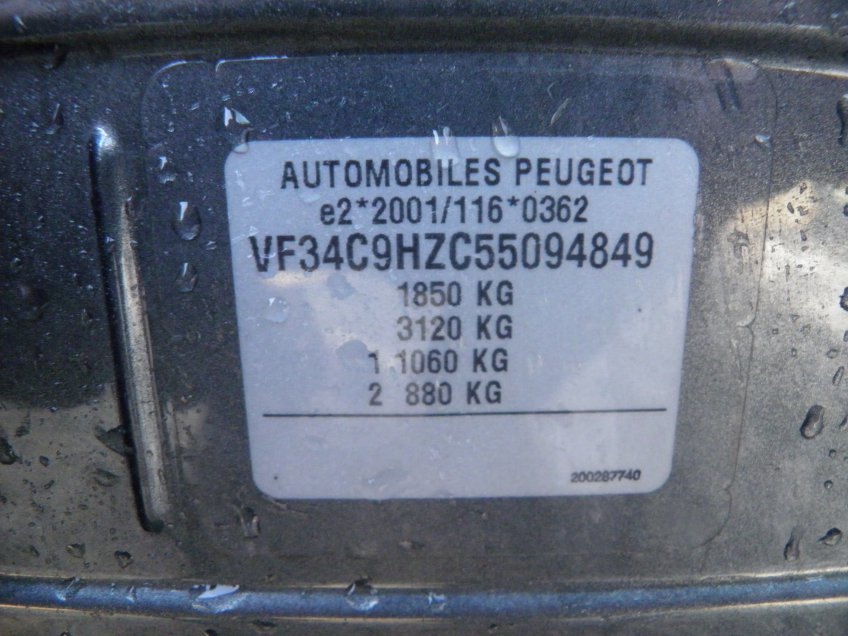 AUTOMOBILES PEUGEOT
e2*2001/116*0362
VF34C9HZC55094849
1850 KG
3120 KG
1 1060 KG
2 880 KG
200287740